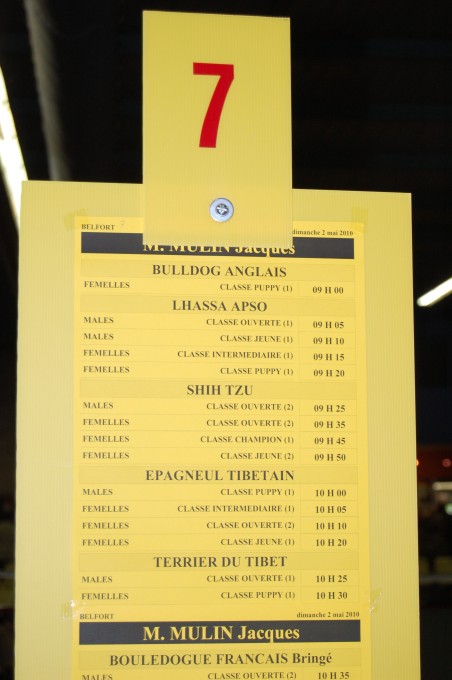 7
BELFORT dimanche 2 mai 2010
M. MULIN Jacques
BULLDOG ANGLAIS
FEMELLES CLASSE PUPPY (1) 09 H 00
LHASSA APSO
MALES CLASSE OUVERTE (1) 09 H 05
MALES CLASSE JEUNE (1) 09 H 10
FEMELLES CLASSE INTERMEDIAIRE (1) 09 H 15
FEMELLES CLASSE PUPPY (1) 09 H 20
SHIH TZU
MALES CLASSE OUVERTE (2) 09 H 25
FEMELLES CLASSE OUVERTE (2) 09 H 35
FEMELLES CLASSE CHAMPION (1) 09 H 45
FEMELLES CLASSE JEUNE (2) 09 H 50
EPAGNEUL TIBETAIN
MALES CLASSE PUPPY (1) 10 H 00
FEMELLES CLASSE INTERMEDIAIRE (1) 10 H 05
FEMELLES CLASSE OUVERTE (2) 10 H 10
FEMELLES CLASSE JEUNE (1) 10 H 20
TERRIER DU TIBET
MALES CLASSE OUVERTE (1) 10 H 25
FEMELLES CLASSE PUPPY (1) 10 H 30
BELFORT dimanche 2 mai 2010
M. MULIN Jacques
BOULEDOGUE FRANCAIS Bringé
MALES CLASSE OUVERTE (2) 10 H 35